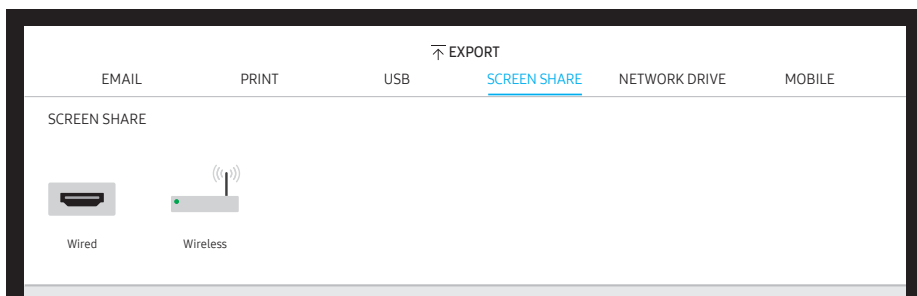 EXPORT
EMAIL PRINT USB SCREEN SHARE NETWORK DRIVE MOBILE
SCREEN SHARE
Wired Wireless